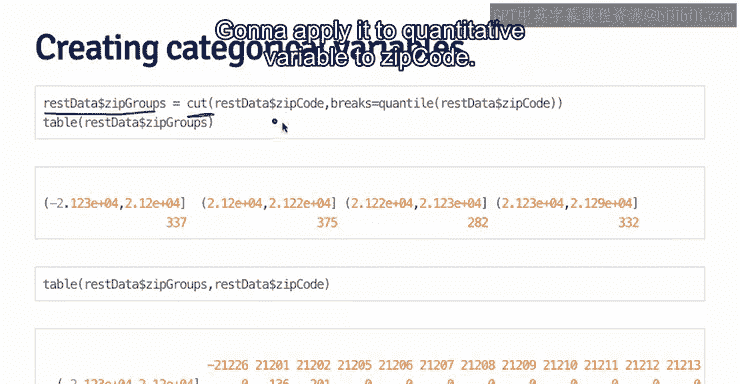 Gonna apply it to quantitative
variable to zipCode.
Creating categorical variables
restData$zipGroups = cut(restData$zipCode,breaks=quantile(restData$zipCode))
table(restData$zipGroups)
(-2.123e+04,2.12e+04] (2.12e+04,2.122e+04] (2.122e+04,2.123e+04] (2.123e+04,2.129e+04]
337 375 282 332
table(restData$zipGroups,restData$zipCode)
-21226 21201 21202 21205 21206 21207 21208 21209 21210 21211 21212 21213